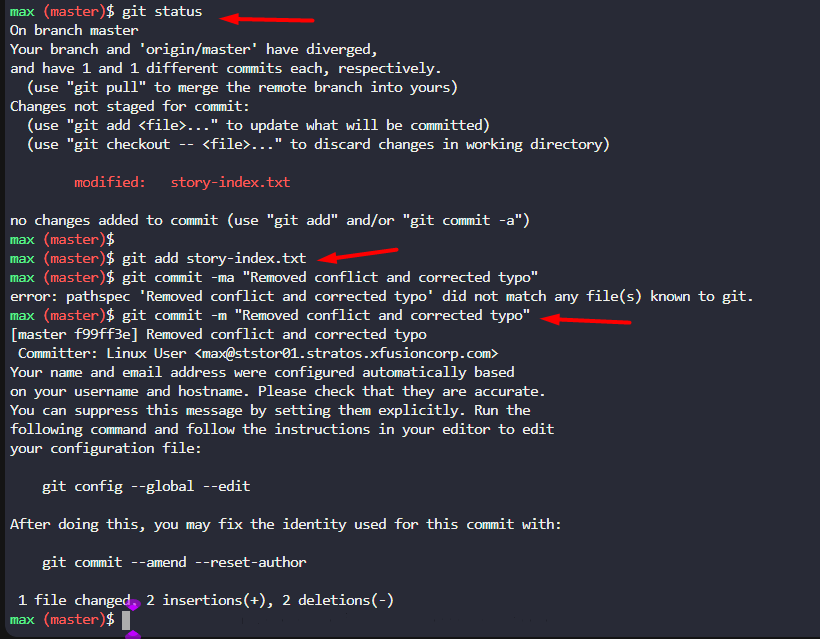 max (master)$ git status
On branch master
Your branch and 'origin/master' have diverged,
and have 1 and 1 different commits each, respectively.
  (use "git pull" to merge the remote branch into yours)
Changes not staged for commit:
  (use "git add <file>..." to update what will be committed)
  (use "git checkout -- <file>..." to discard changes in working directory)

        modified:   story-index.txt

no changes added to commit (use "git add" and/or "git commit -a")
max (master)$
max (master)$ git add story-index.txt
max (master)$ git commit -ma "Removed conflict and corrected typo"
error: pathspec 'Removed conflict and corrected typo' did not match any file(s) known to git.
max (master)$ git commit -m "Removed conflict and corrected typo"
[master f99ff3e] Removed conflict and corrected typo
 Committer: Linux User <max@ststor01.stratos.xfusioncorp.com>
Your name and email address were configured automatically based
on your username and hostname. Please check that they are accurate.
You can suppress this message by setting them explicitly. Run the
following command and follow the instructions in your editor to edit
your configuration file:

    git config --global --edit

After doing this, you may fix the identity used for this commit with:

    git commit --amend --reset-author

 1 file changed, 2 insertions(+), 2 deletions(-)
max (master)$